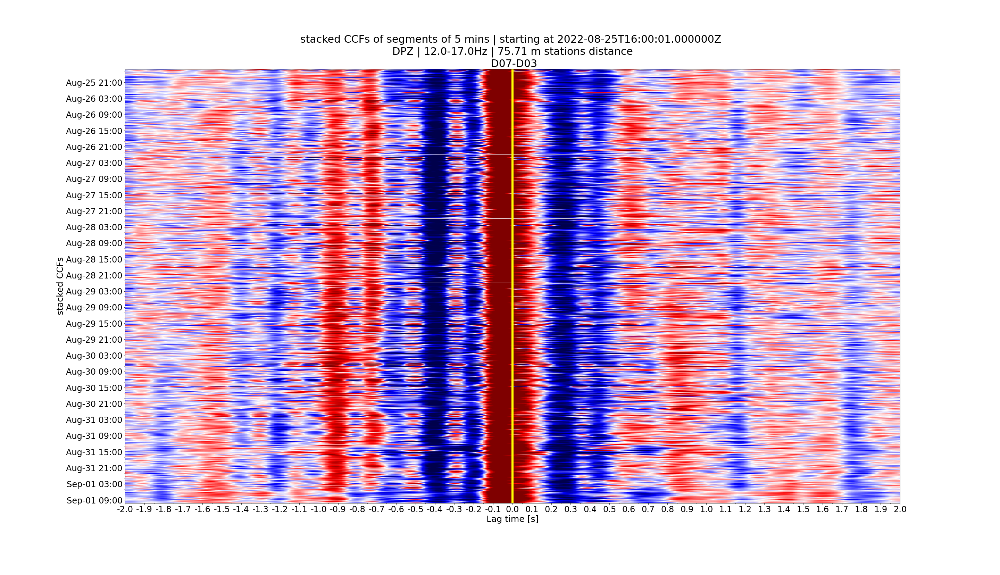 stacked CCFs of segments of 5 mins | starting at 2022-08-25T16:00:01.000000Z
DPZ | 12.0-17.0Hz | 75.71 m stations distance
D07-D03
stacked CCFs
Aug-25 21:00
Aug-26 03:00
Aug-26 09:00
Aug-26 15:00
Aug-26 21:00
Aug-27 03:00
Aug-27 09:00
Aug-27 15:00
Aug-27 21:00
Aug-28 03:00
Aug-28 09:00
Aug-28 15:00
Aug-28 21:00
Aug-29 03:00
Aug-29 09:00
Aug-29 15:00
Aug-29 21:00
Aug-30 03:00
Aug-30 09:00
Aug-30 15:00
Aug-30 21:00
Aug-31 03:00
Aug-31 09:00
Aug-31 15:00
Aug-31 21:00
Sep-01 03:00
Sep-01 09:00
-2.0 -1.9 -1.8 -1.7 -1.6 -1.5 -1.4 -1.3 -1.2 -1.1 -1.0 -0.9 -0.8 -0.7 -0.6 -0.5 -0.4 -0.3 -0.2 -0.1 0.0 0.1 0.2 0.3 0.4 0.5 0.6 0.7 0.8 0.9 1.0 1.1 1.2 1.3 1.4 1.5 1.6 1.7 1.8 1.9 2.0
Lag time [s]